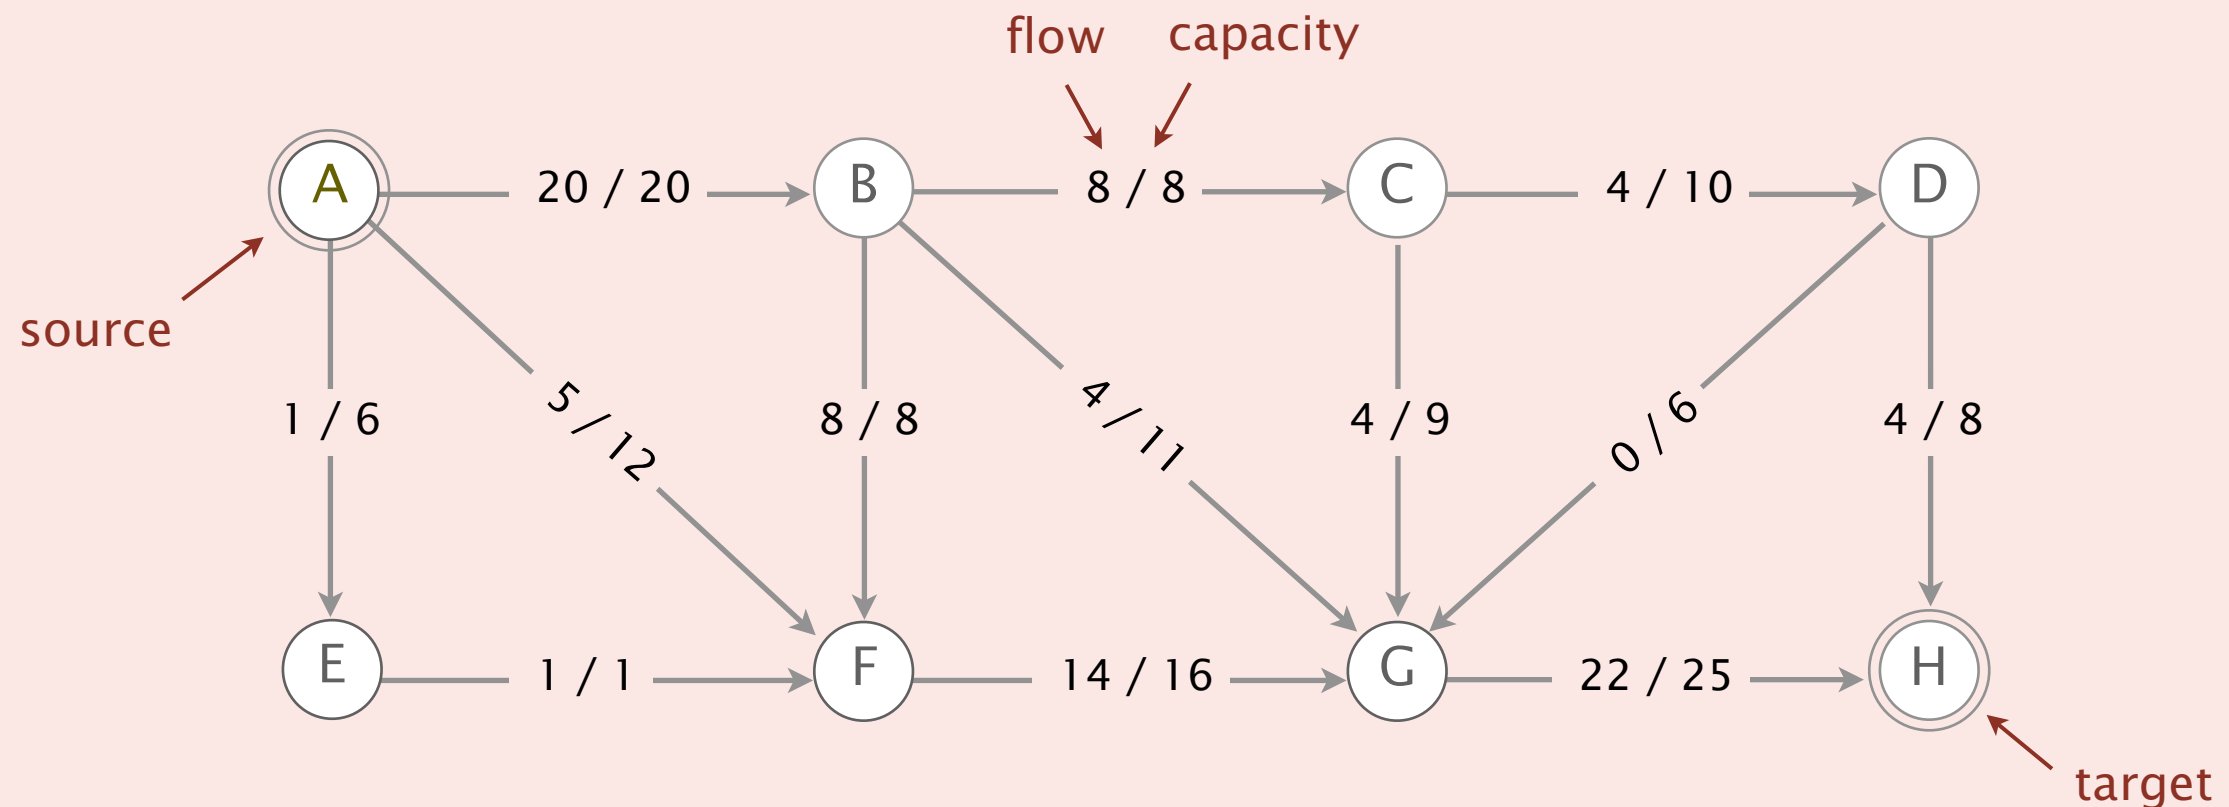 flow capacity
A 20 / 20 B 8 / 8 C 4 / 10 D
source
1 / 6 5 / 12 8 / 8 4 / 11 4 / 9 0 / 6 4 / 8
E 1 / 1 F 14 / 16 G 22 / 25 H
target